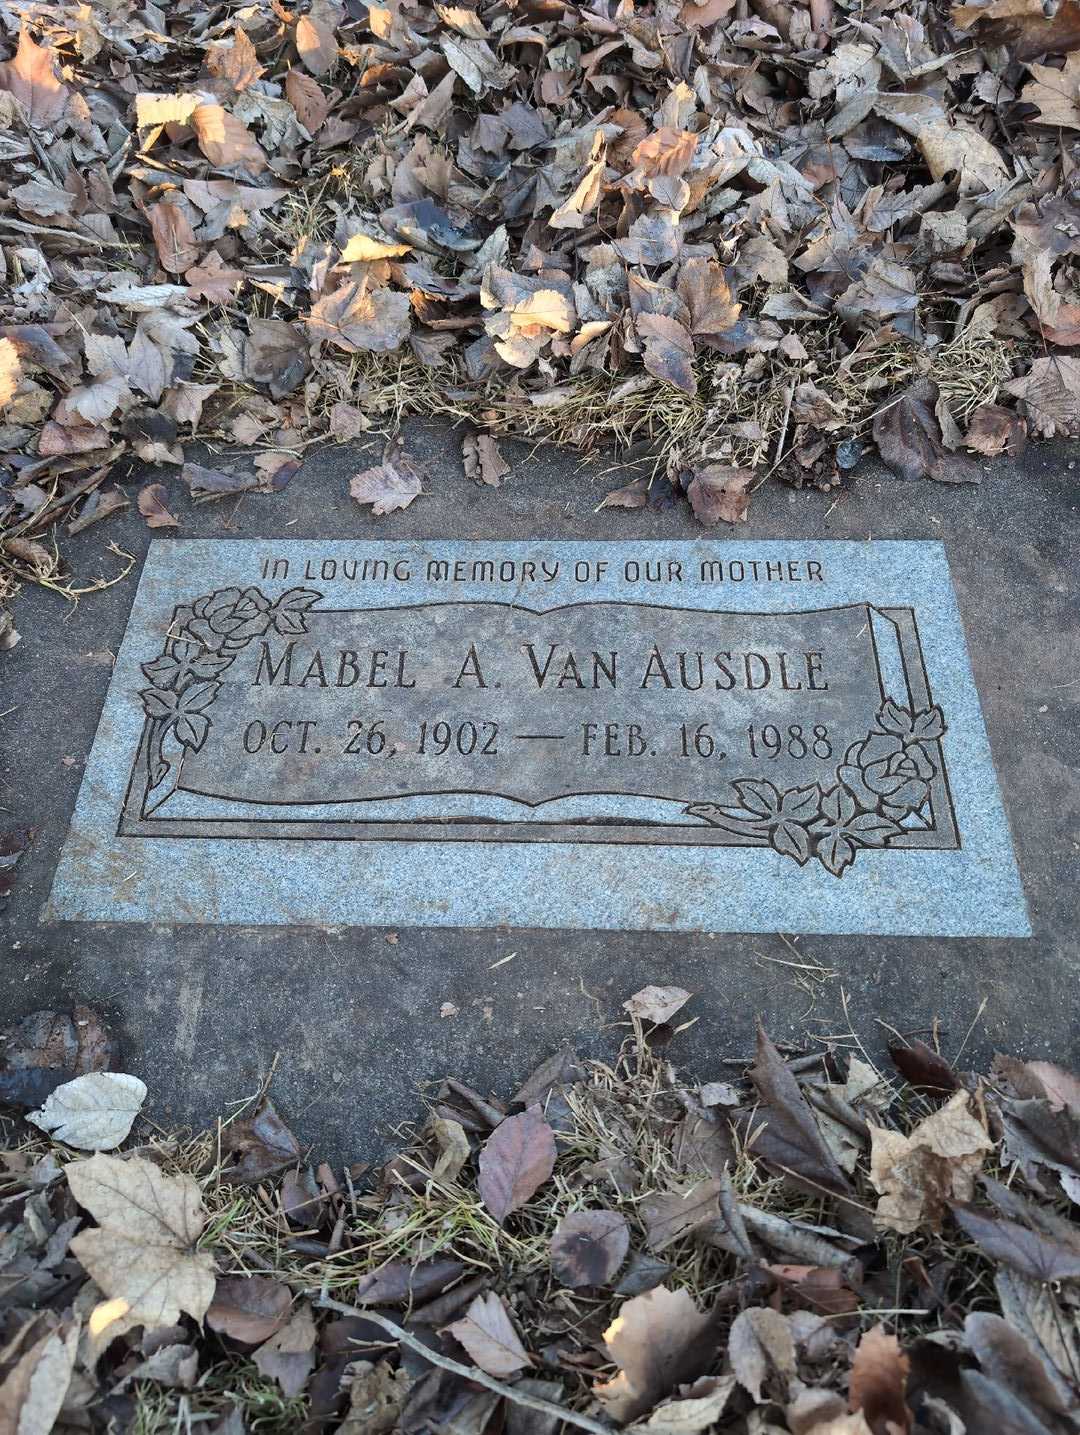 IN LOVING MEMORY OF OUR MOTHER
MABEL A. VAN AUSDLE
OCT. 26, 1902 — FEB. 16, 1988